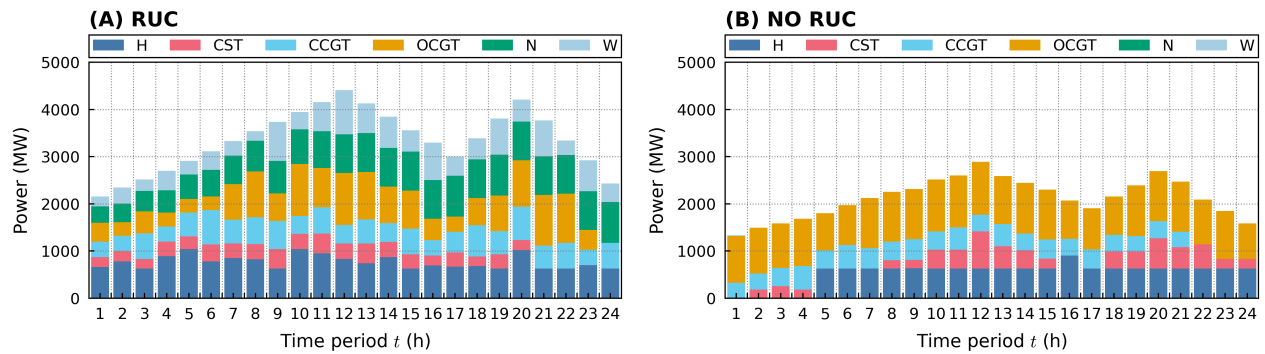 (A) RUC
H CST CCGT OCGT N W
5000
4000
3000
2000
1000
0
Power (MW)
1 2 3 4 5 6 7 8 9 10 11 12 13 14 15 16 17 18 19 20 21 22 23 24
Time period t (h)
(B) NO RUC
H CST CCGT OCGT N W
5000
4000
3000
2000
1000
0
Power (MW)
1 2 3 4 5 6 7 8 9 10 11 12 13 14 15 16 17 18 19 20 21 22 23 24
Time period t (h)